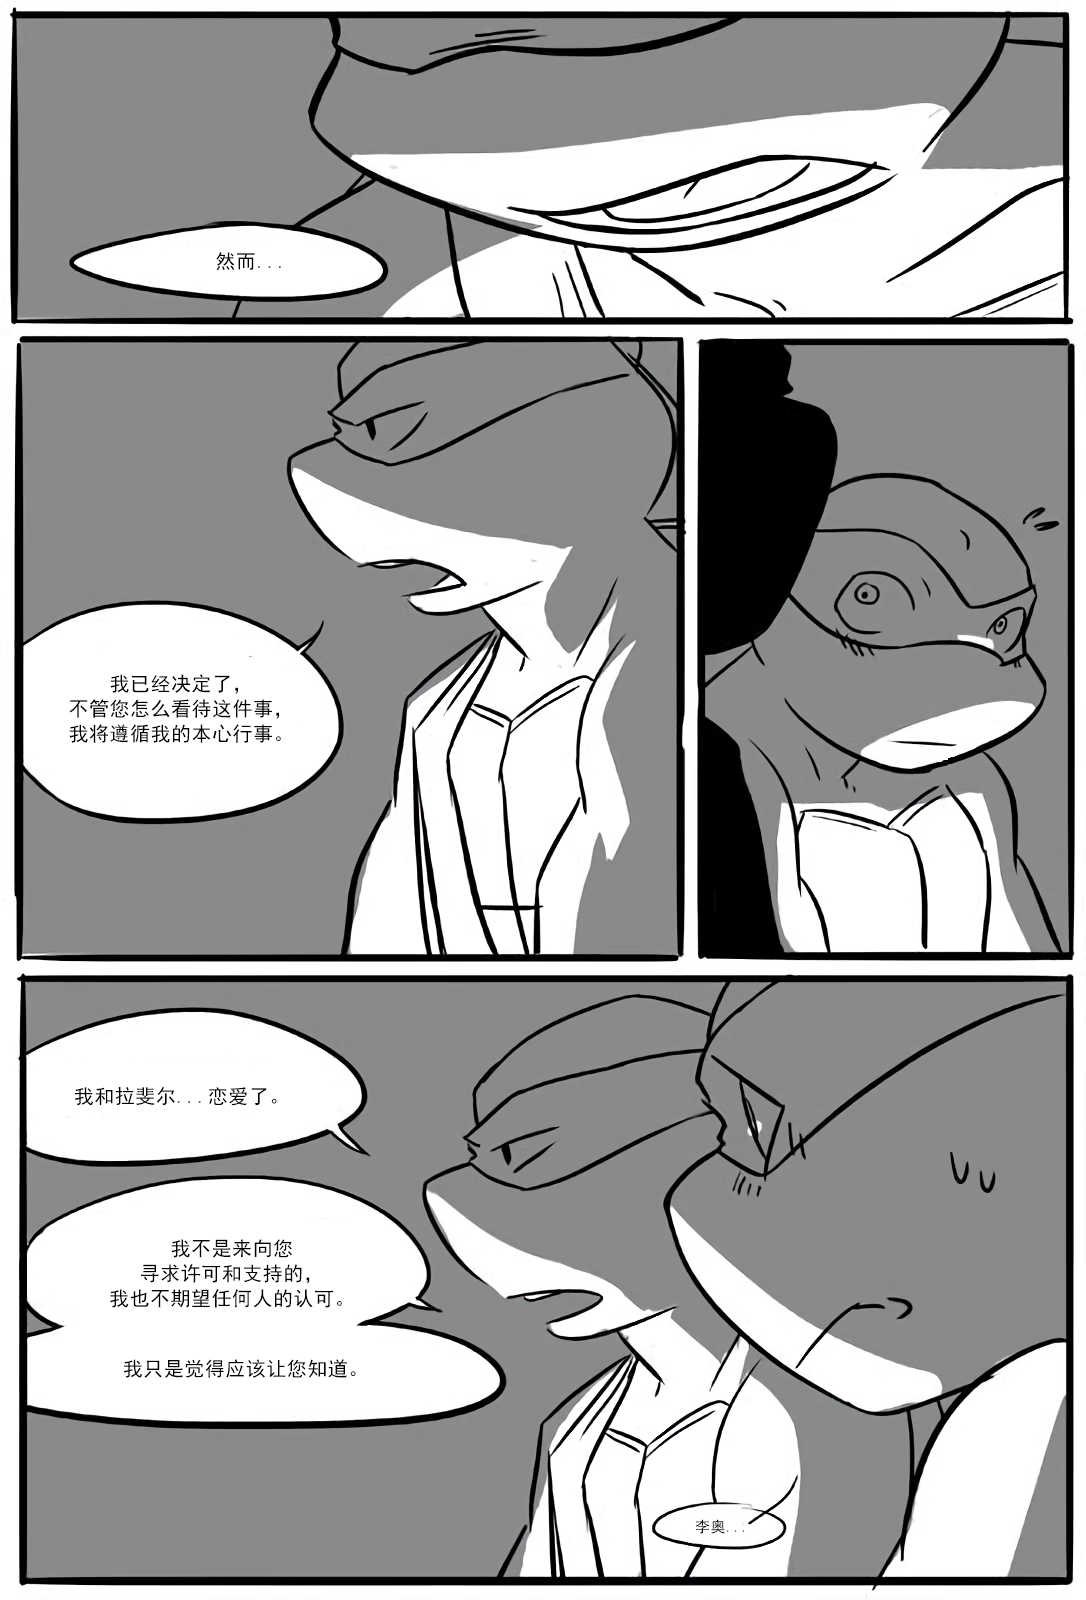 然而...
我已经决定了，
不管您怎么看待这件事，
我将遵循我的本心行事。
我和拉斐尔...恋爱了。
我不是来向您
寻求许可和支持的，
我也不期望任何人的认可。
我只是觉得应该让您知道。
李奥...